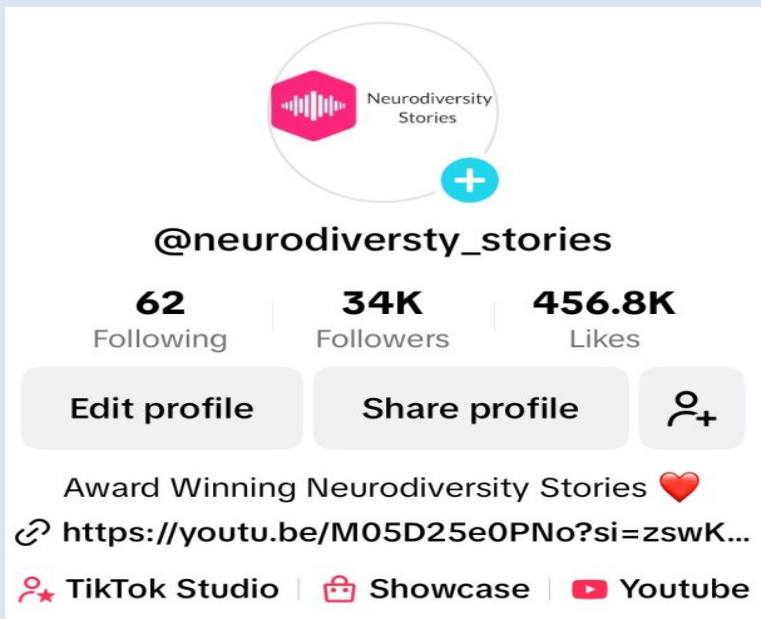 Neurodiversity
Stories
@neurodiversty_stories
62 34K 456.8K
Following Followers Likes
Edit profile Share profile
Award Winning Neurodiversity Stories ❤️
https://youtu.be/M05D25e0PNo?si=zswK...
TikTok Studio Showcase Youtube